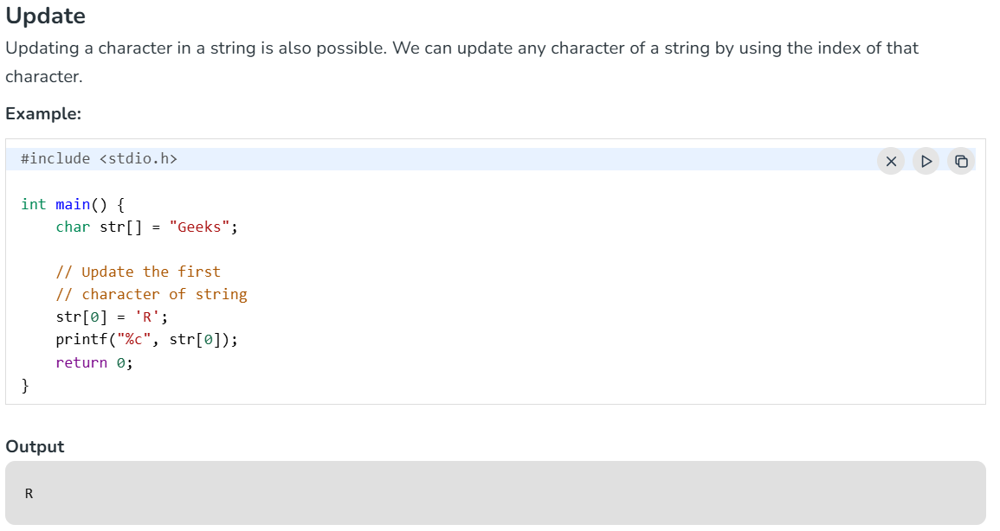 Update
Updating a character in a string is also possible. We can update any character of a string by using the index of that
character.
Example:
#include <stdio.h>
int main() {
    char str[] = "Geeks";
    // Update the first
    // character of string
    str[0] = 'R';
    printf("%c", str[0]);
    return 0;
}
Output
R